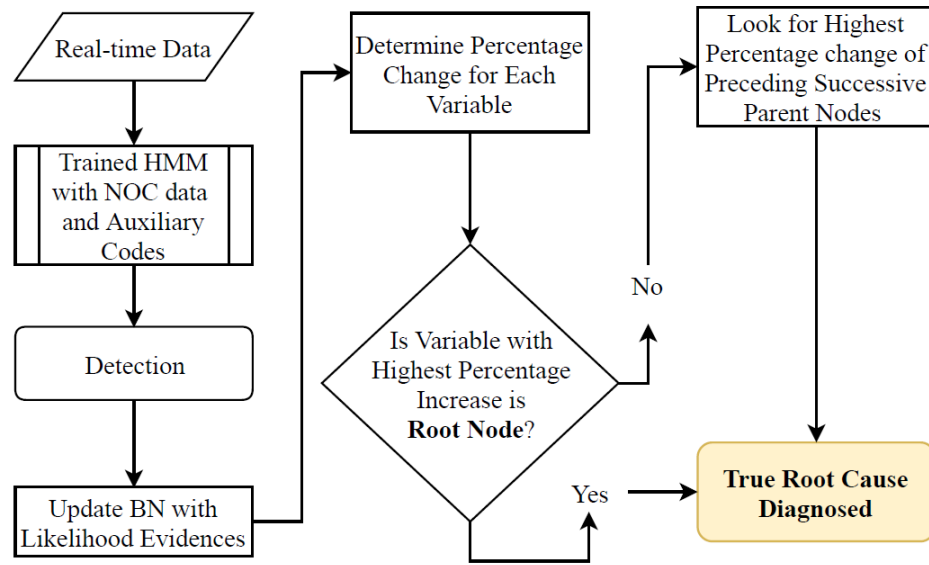 Real-time Data
Trained HMM
with NOC data
and Auxiliary
Codes
Detection
Update BN with
Likelihood Evidences
Determine Percentage
Change for Each
Variable
Is Variable with
Highest Percentage
Increase is
Root Node?
No
Yes
Look for Highest
Percentage change of
Preceding Successive
Parent Nodes
True Root Cause
Diagnosed